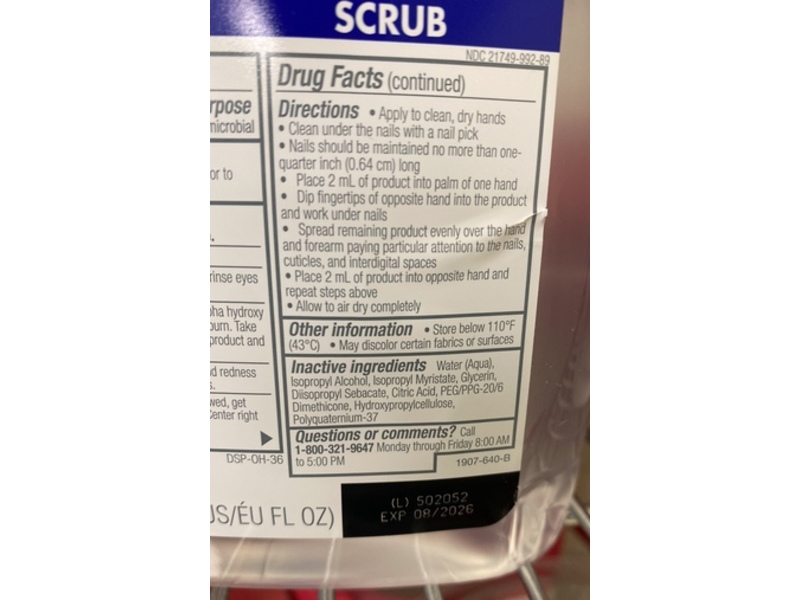 SCRUB
NDC 21749-992-89
Drug Facts (continued)
Directions • Apply to clean, dry hands
• Clean under the nails with a nail pick
• Nails should be maintained no more than one-
quarter inch (0.64 cm) long
• Place 2 mL of product into palm of one hand
• Dip fingertips of opposite hand into the product
and work under nails
• Spread remaining product evenly over the hand
and forearm paying particular attention to the nails,
cuticles, and interdigital spaces
• Place 2 mL of product into opposite hand and
repeat steps above
• Allow to air dry completely
Other information • Store below 110°F
(43°C) • May discolor certain fabrics or surfaces
Inactive ingredients Water (Aqua),
Isopropyl Alcohol, Isopropyl Myristate, Glycerin,
Diisopropyl Sebacate, Citric Acid, PEG/PPG-20/6
Dimethicone, Hydroxypropylcellulose,
Polyquaternium-37
Questions or comments? Call
1-800-321-9647 Monday through Friday 8:00 AM
to 5:00 PM
1907-640-B
rpose
nicrobial
or to
rinse eyes
ha hydroxy
burn. Take
product and
d redness
s.
wed, get
Center right
DSP-OH-36
US/ÉU FL OZ)
(L) 502052
EXP 08/2026